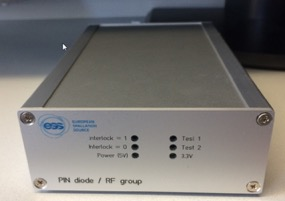 ess
EUROPEAN
SPALLATION
SOURCE
Interlock = 1
Interlock = 0
Power (5V)
Test 1
Test 2
3,3V
PIN diode / RF group